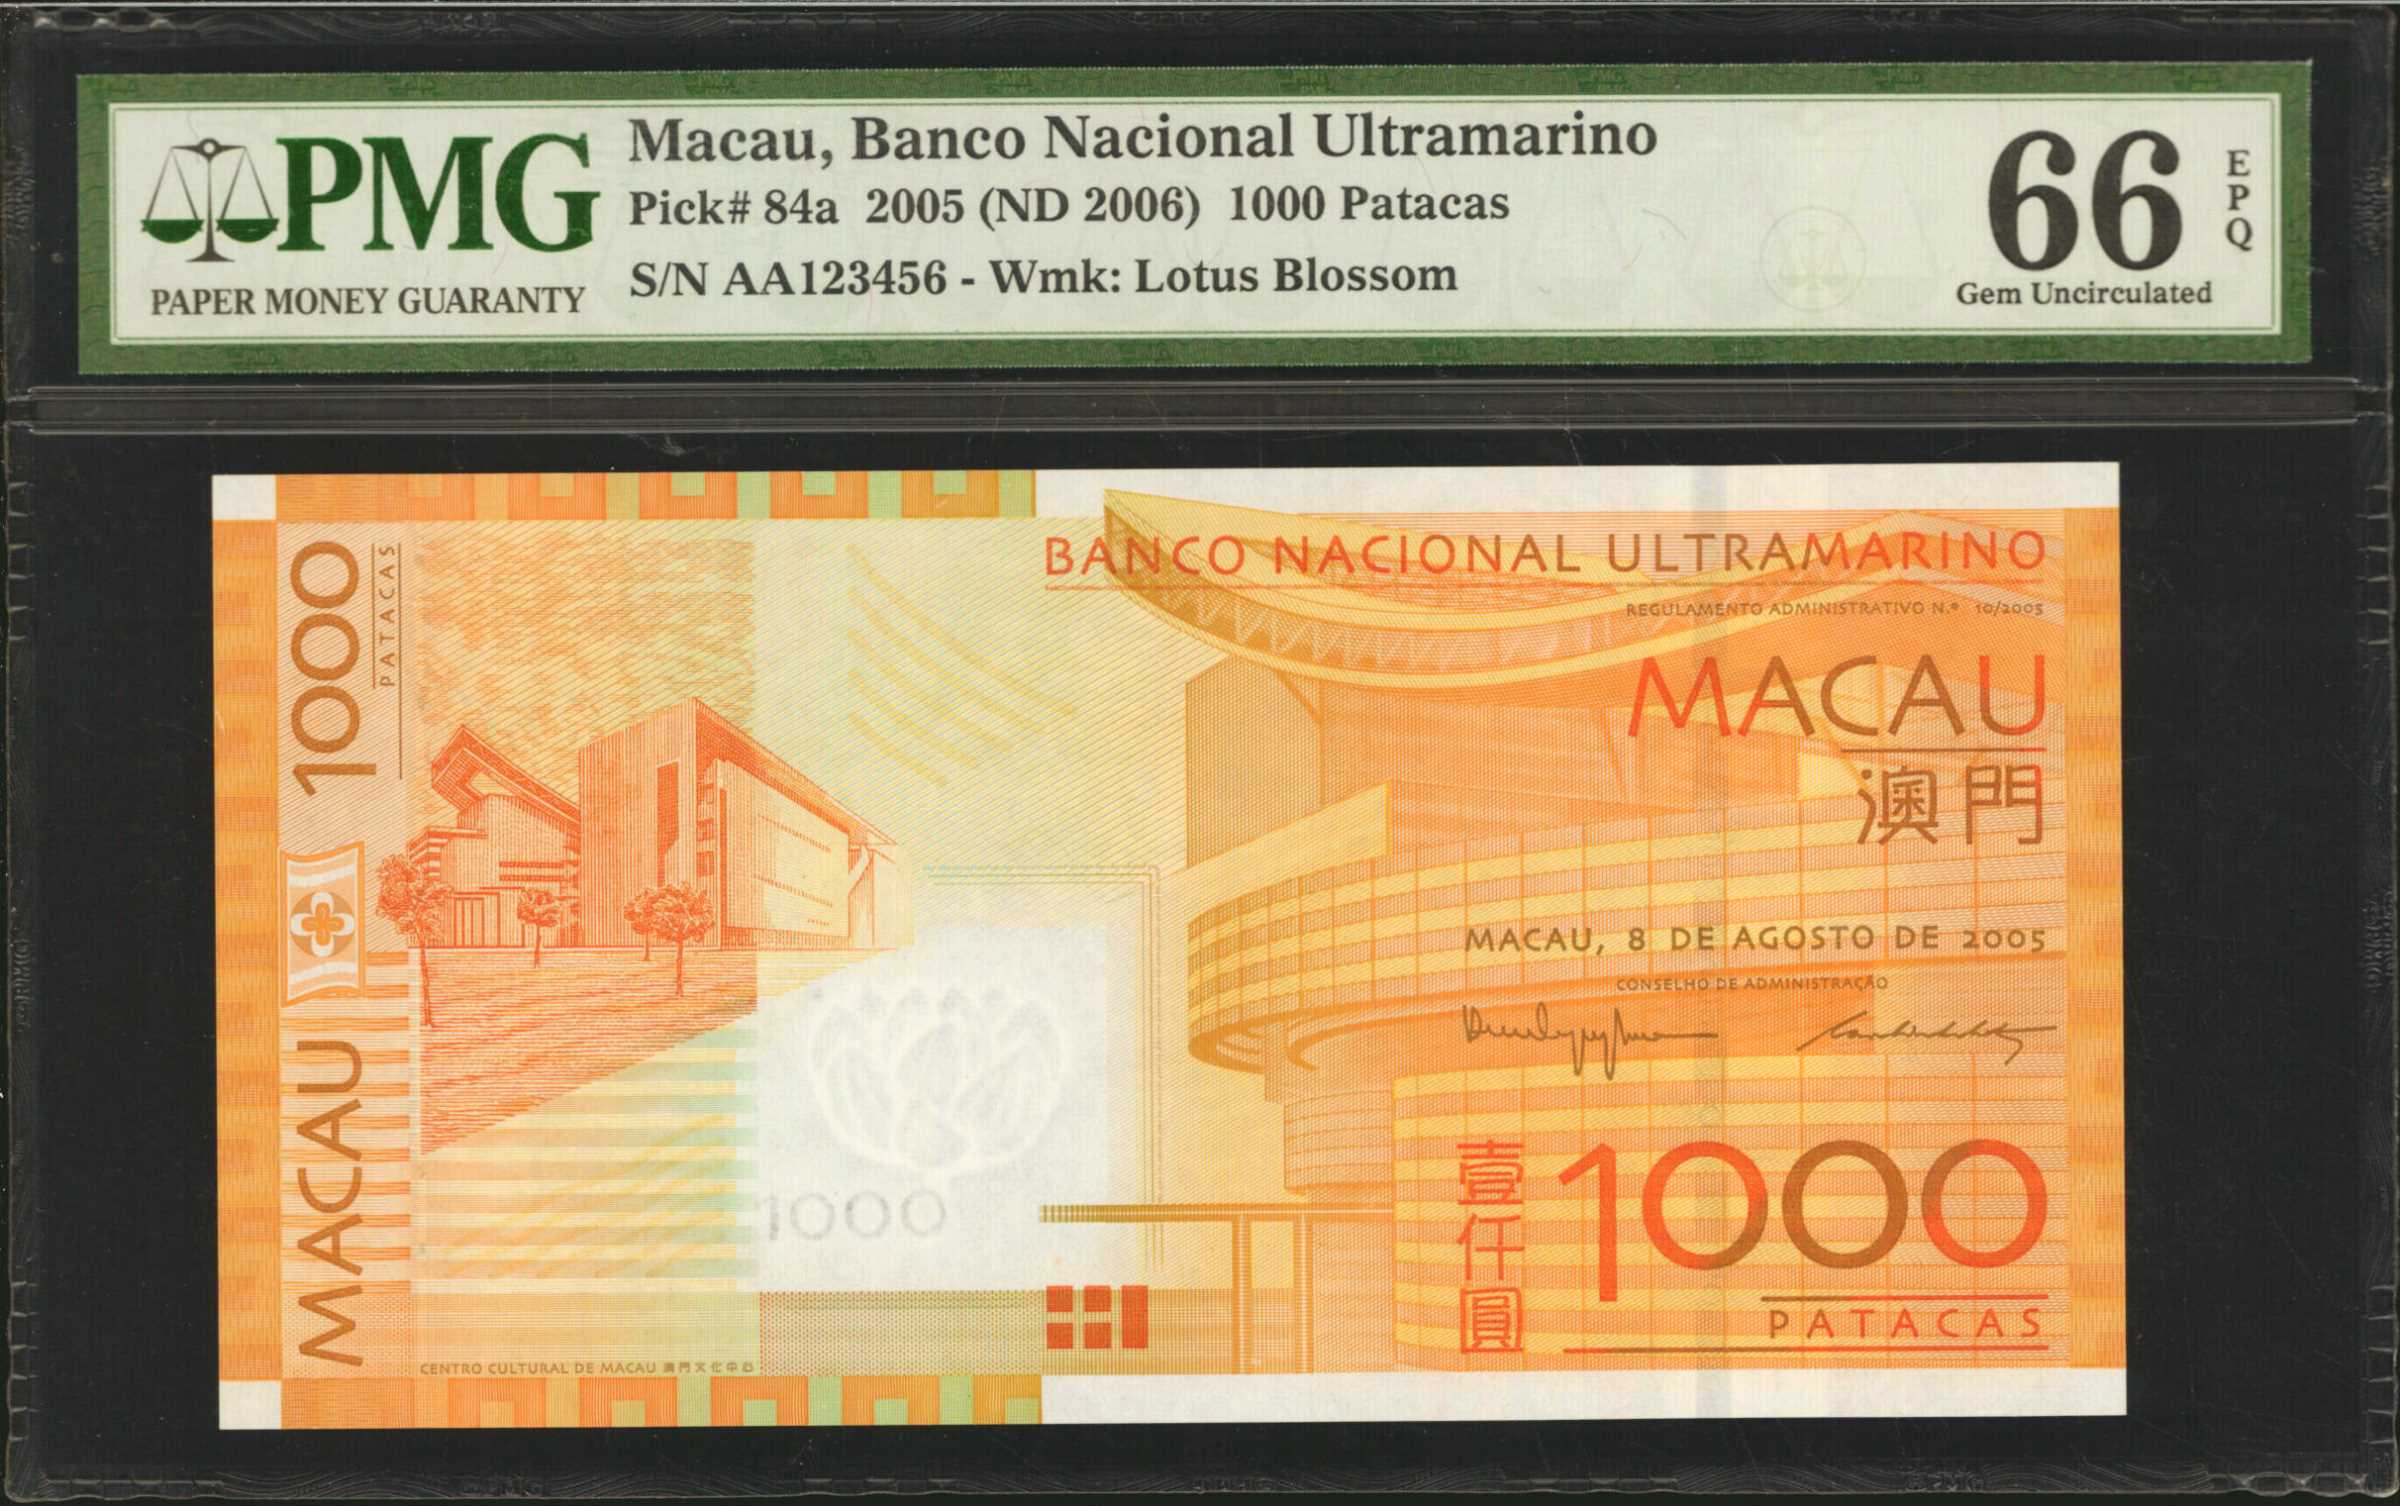 PMG
PAPER MONEY GUARANTY
Macau, Banco Nacional Ultramarino
Pick# 84a 2005 (ND 2006) 1000 Patacas
S/N AA123456 - Wmk: Lotus Blossom
66
EPQ
Gem Uncirculated
1000
PATACAS
MACAU
BANCO NACIONAL ULTRAMARINO
REGULAMENTO ADMINISTRATIVO N.º 10/2005
MACAU
澳門
MACAU, 8 DE AGOSTO DE 2005
CONSELHO DE ADMINISTRAÇÃO
1000
壹仟圓
1000
PATACAS
CENTRO CULTURAL DE MACAU 澳門文化中心